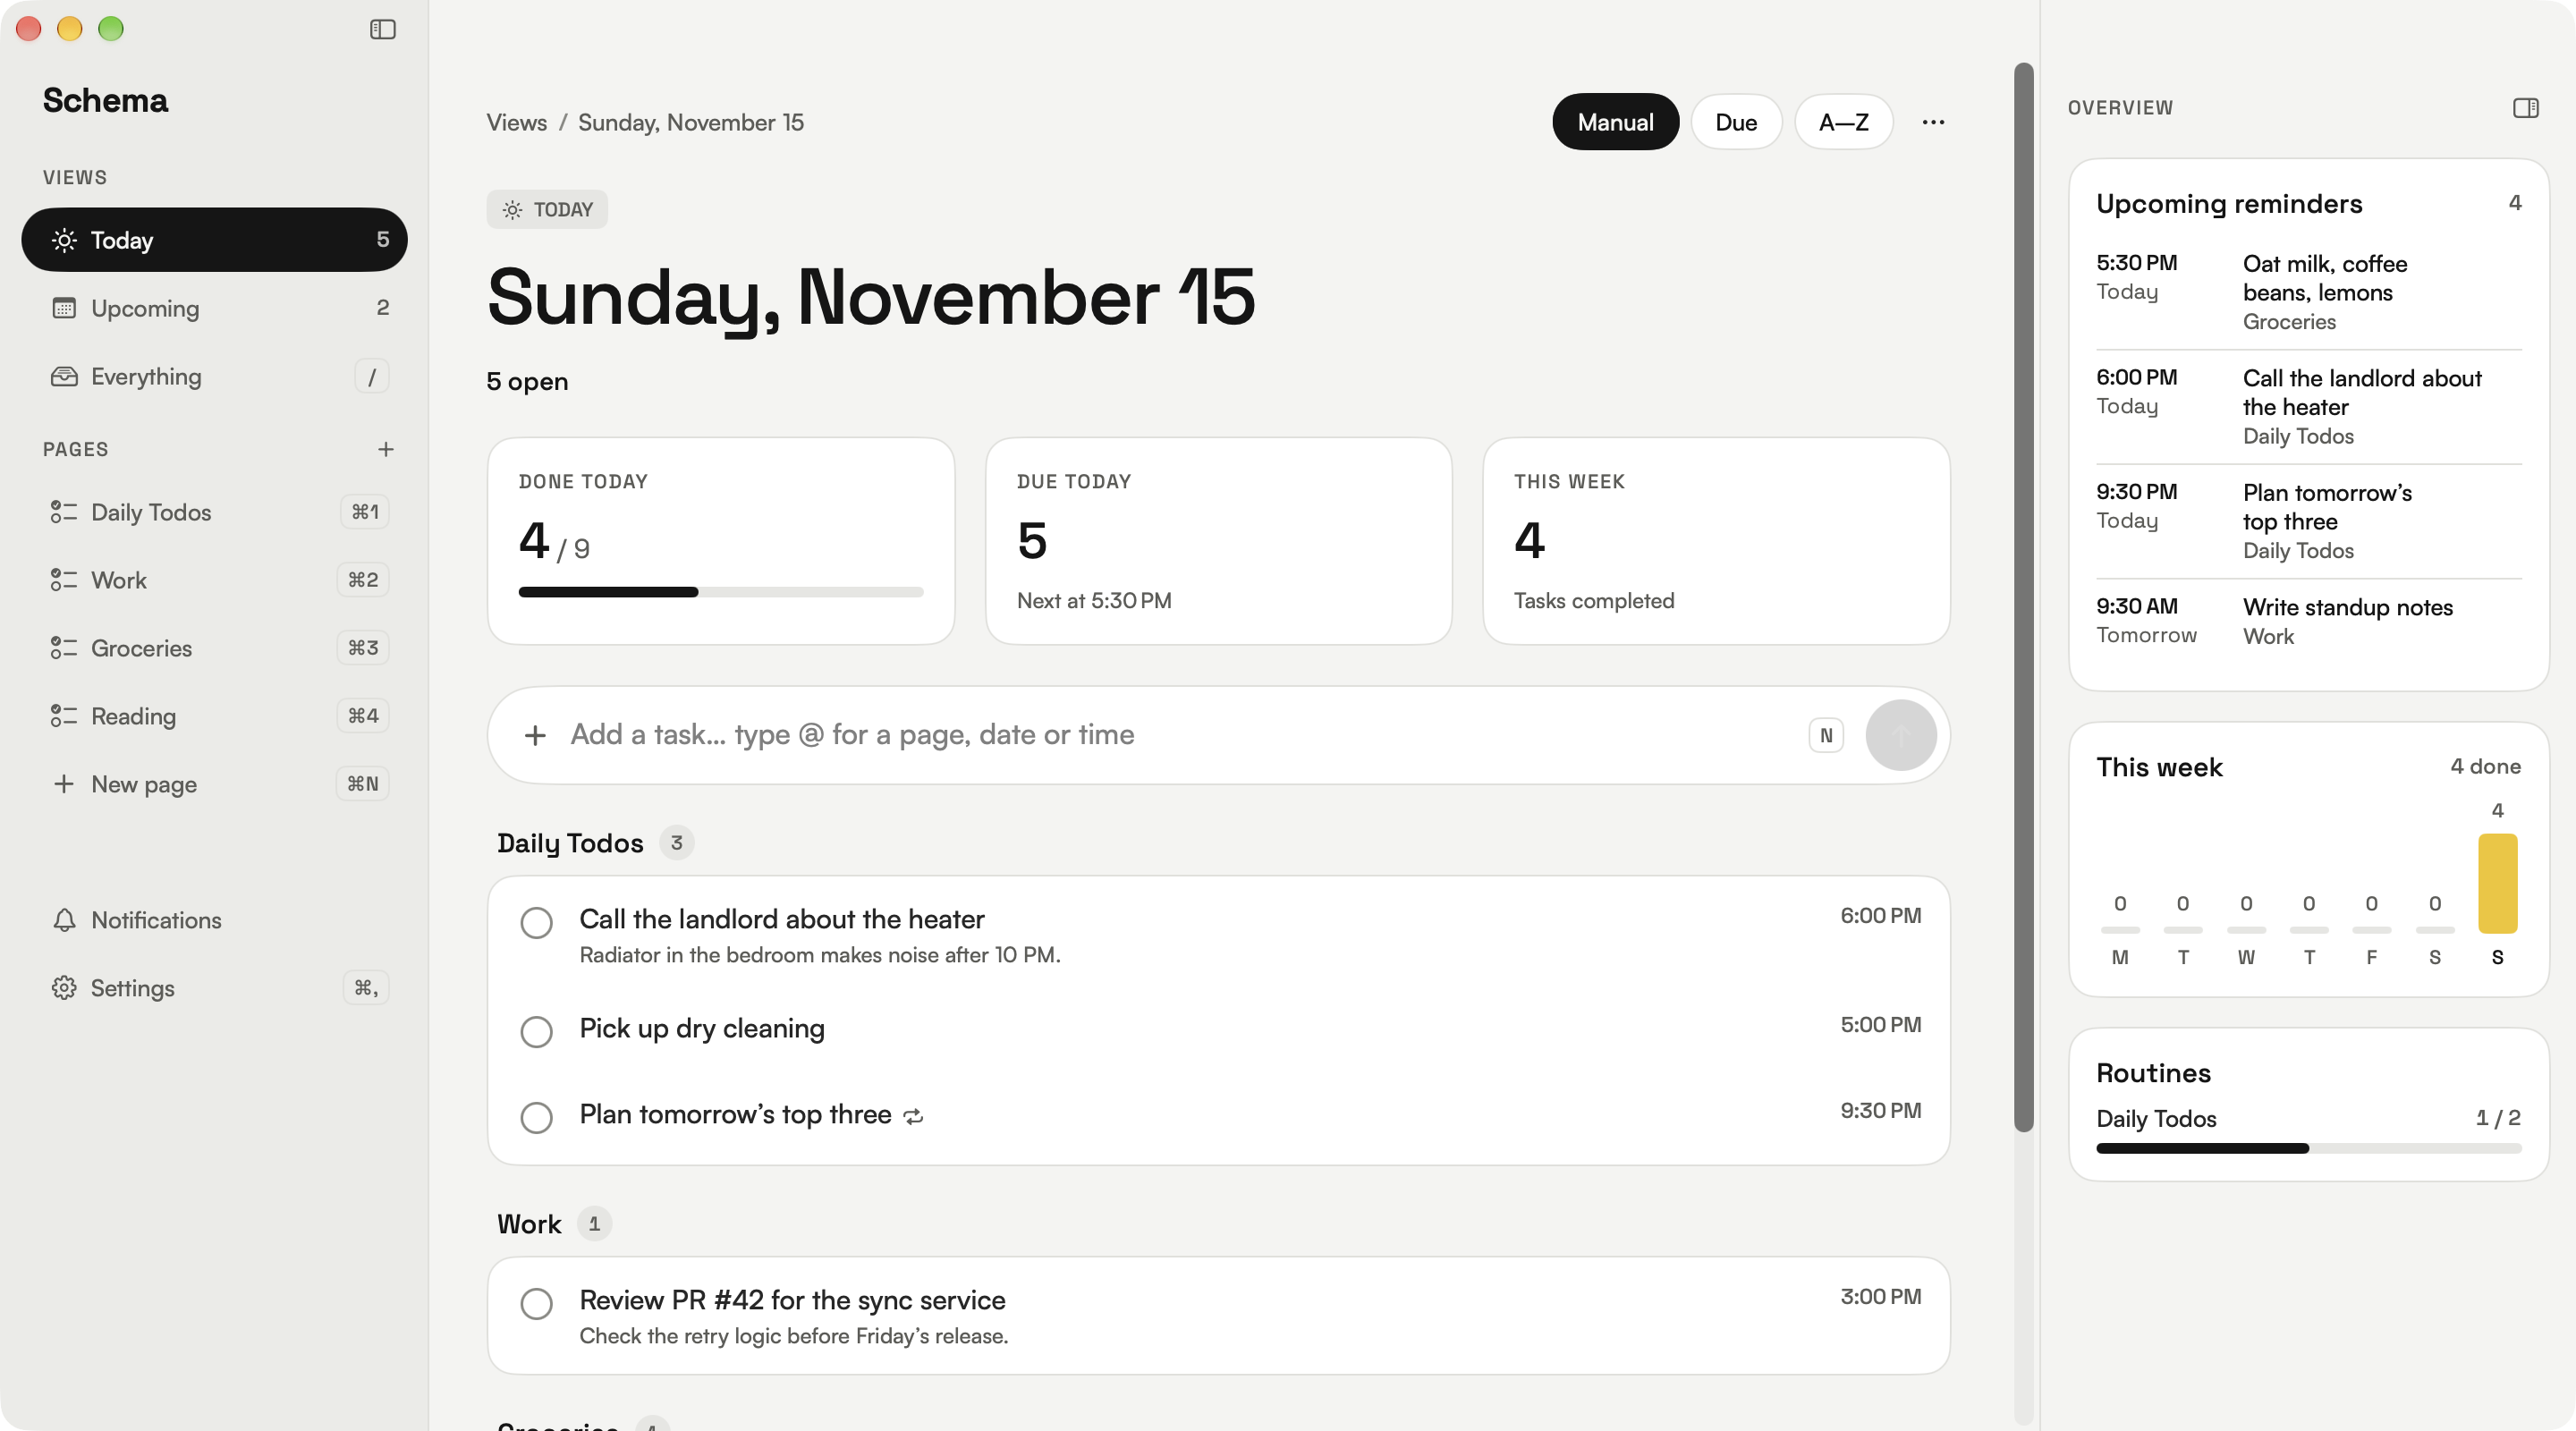 Schema
VIEWS
Today 5
Upcoming 2
Everything /
PAGES +
Daily Todos ⌘1
Work ⌘2
Groceries ⌘3
Reading ⌘4
+ New page ⌘N
Notifications
Settings ⌘,
Views / Sunday, November 15
Manual Due A—Z ...
TODAY
Sunday, November 15
5 open
DONE TODAY
4 / 9
DUE TODAY
5
Next at 5:30 PM
THIS WEEK
4
Tasks completed
+ Add a task... type @ for a page, date or time N
Daily Todos 3
Call the landlord about the heater 6:00 PM
Radiator in the bedroom makes noise after 10 PM.
Pick up dry cleaning 5:00 PM
Plan tomorrow’s top three 9:30 PM
Work 1
Review PR #42 for the sync service 3:00 PM
Check the retry logic before Friday’s release.
OVERVIEW
Upcoming reminders 4
5:30 PM
Today
Oat milk, coffee
beans, lemons
Groceries
6:00 PM
Today
Call the landlord about
the heater
Daily Todos
9:30 PM
Today
Plan tomorrow’s
top three
Daily Todos
9:30 AM
Tomorrow
Write standup notes
Work
This week 4 done
4
0 0 0 0 0 0
M T W T F S S
Routines
Daily Todos 1 / 2